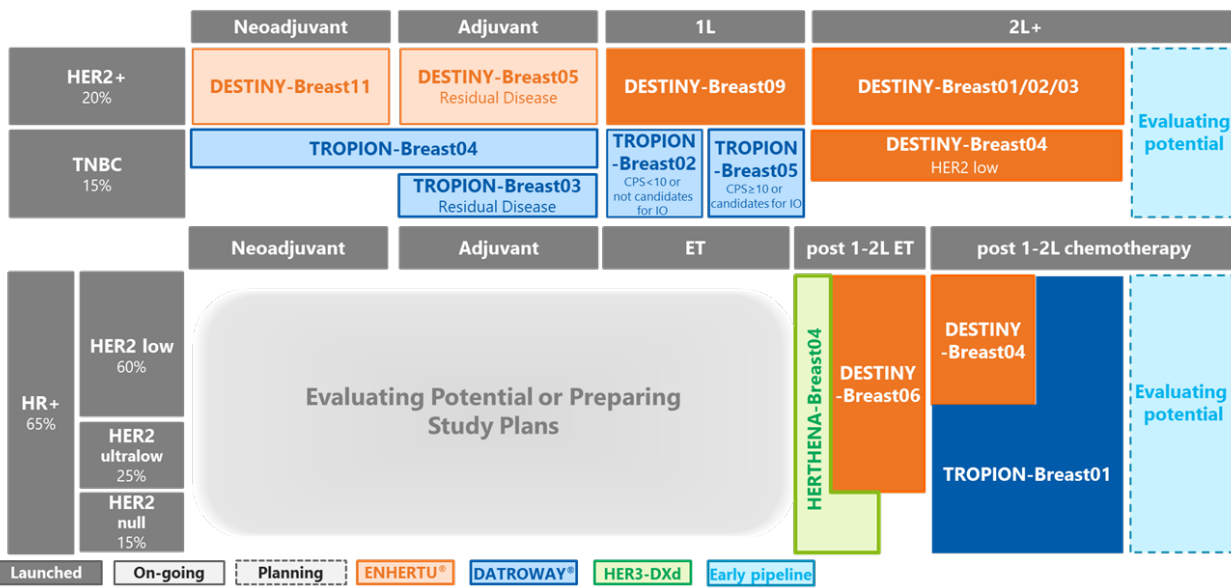 Neoadjuvant
Adjuvant
1L
2L+
HER2+
20%
DESTINY-Breast11
DESTINY-Breast05
Residual Disease
DESTINY-Breast09
DESTINY-Breast01/02/03
Evaluating
potential
TNBC
15%
TROPION-Breast04
TROPION-Breast03
Residual Disease
TROPION
-Breast02
CPS<10 or
not candidates
for IO
TROPION
-Breast05
CPS≥10 or
candidates for IO
DESTINY-Breast04
HER2 low
Neoadjuvant
Adjuvant
ET
post 1-2L ET
post 1-2L chemotherapy
HR+
65%
HER2 low
60%
HER2
ultralow
25%
HER2
null
15%
Evaluating Potential or Preparing
Study Plans
HERTHENA-Breast04
DESTINY
-Breast06
DESTINY
-Breast04
TROPION-Breast01
Evaluating
potential
Launched
On-going
Planning
ENHERTU®
DATROWAY®
HER3-DXd
Early pipeline